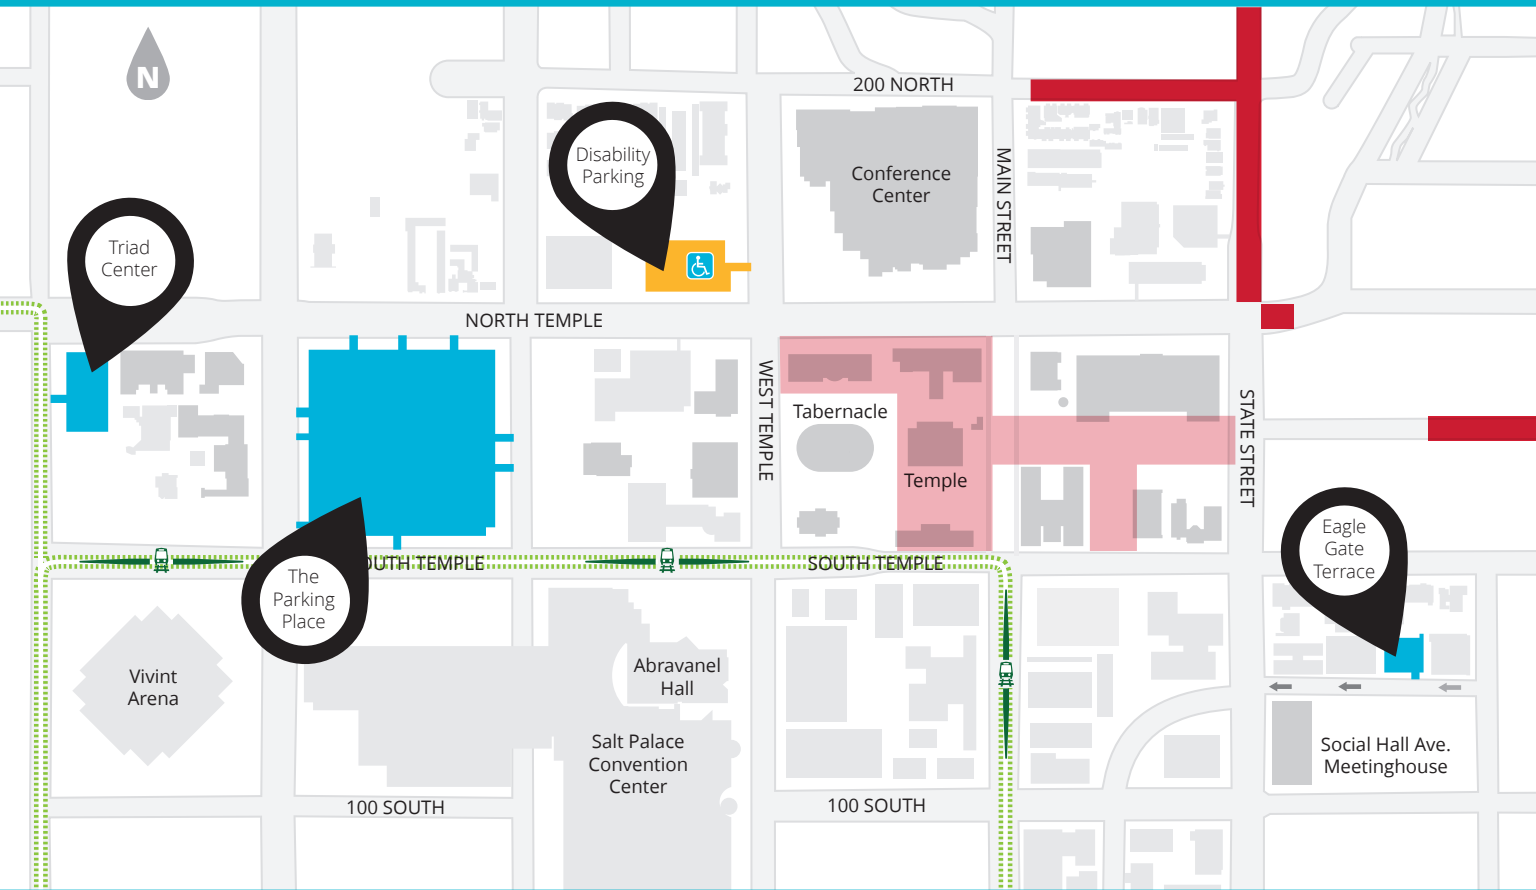 N
200 NORTH
Disability
Parking
MAIN STREET
Conference
Center
Triad
Center
NORTH TEMPLE
WEST TEMPLE
Tabernacle
Temple
STATE STREET
Eagle
Gate
Terrace
OUTH TEMPLE
SOUTH TEMPLE
The
Parking
Place
Vivint
Arena
Abravanel
Hall
Salt Palace
Convention
Center
Social Hall Ave.
Meetinghouse
100 SOUTH
100 SOUTH